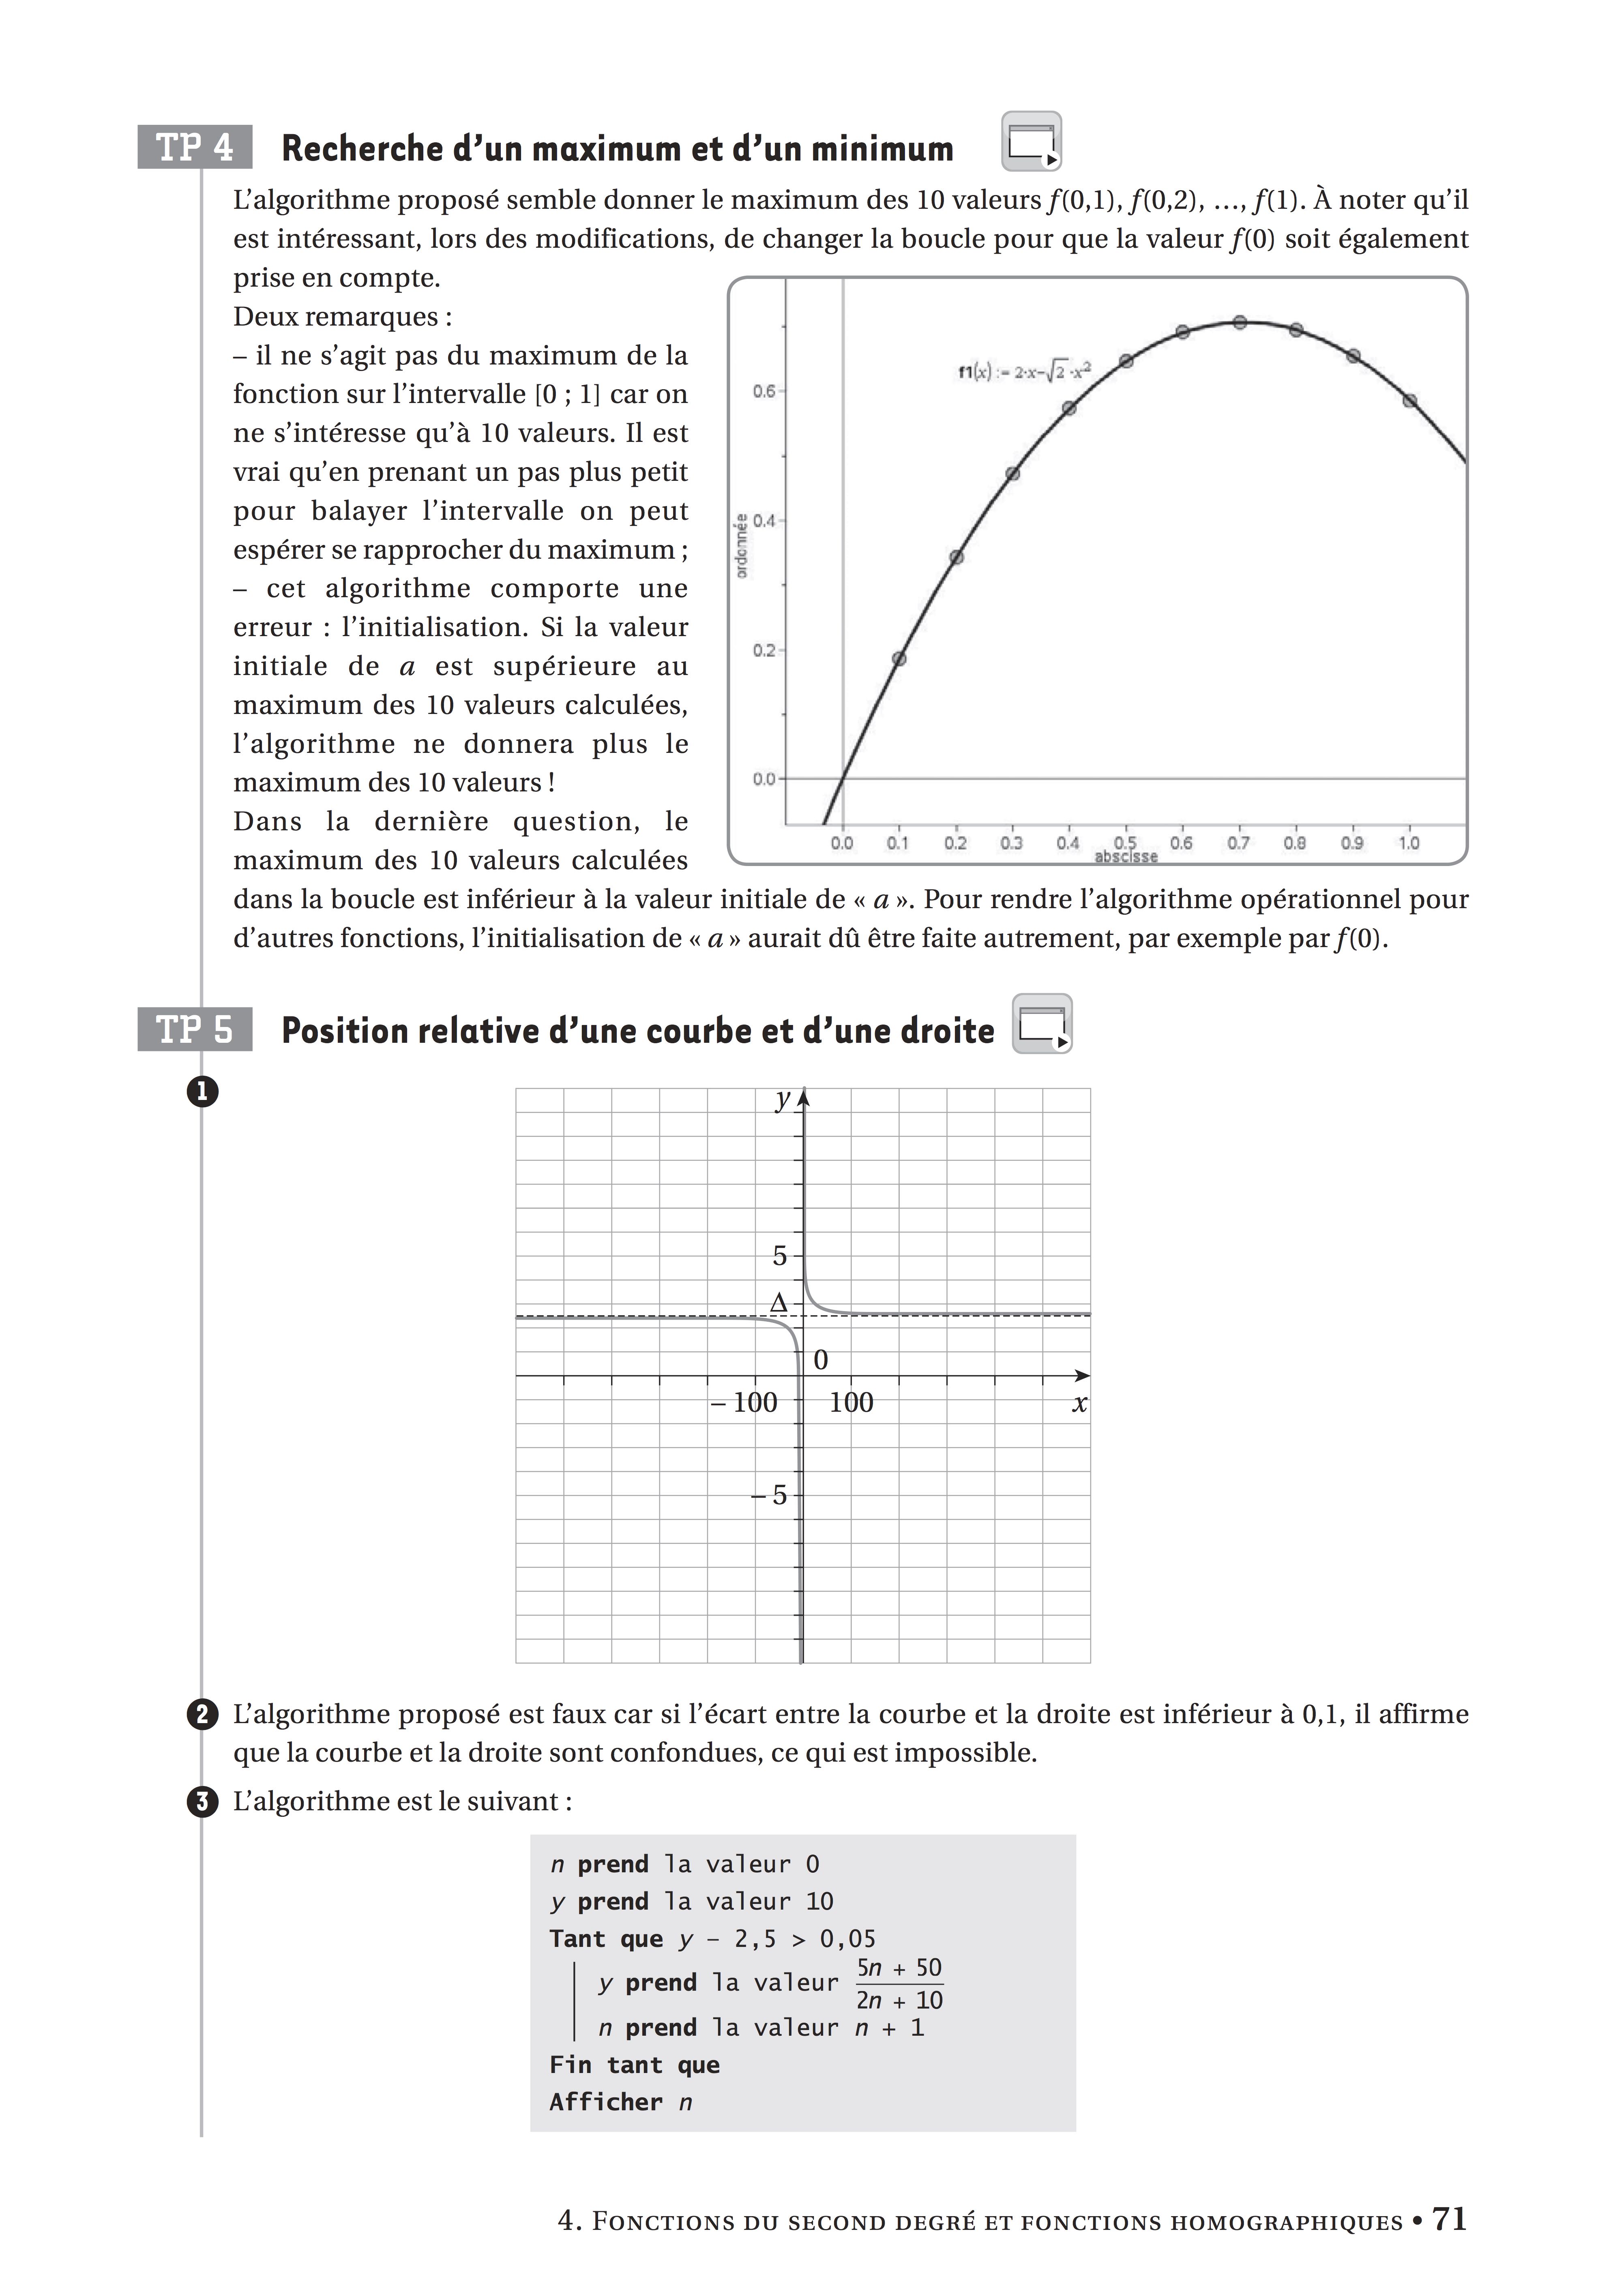 TP 4 Recherche d’un maximum et d’un minimum
L’algorithme proposé semble donner le maximum des 10 valeurs f(0,1), f(0,2), …, f(1). À noter qu’il
est intéressant, lors des modifications, de changer la boucle pour que la valeur f(0) soit également
prise en compte.
Deux remarques :
– il ne s’agit pas du maximum de la
fonction sur l’intervalle [0 ; 1] car on
ne s’intéresse qu’à 10 valeurs. Il est
vrai qu’en prenant un pas plus petit
pour balayer l’intervalle on peut
espérer se rapprocher du maximum ;
– cet algorithme comporte une
erreur : l’initialisation. Si la valeur
initiale de a est supérieure au
maximum des 10 valeurs calculées,
l’algorithme ne donnera plus le
maximum des 10 valeurs !
Dans la dernière question, le
maximum des 10 valeurs calculées
f1(x) := 2·x–√2·x²
0.6
0.4
0.2
0.0
ordonnée
0.0 0.1 0.2 0.3 0.4 0.5 0.6 0.7 0.8 0.9 1.0
abscisse
dans la boucle est inférieur à la valeur initiale de « a ». Pour rendre l’algorithme opérationnel pour
d’autres fonctions, l’initialisation de « a » aurait dû être faite autrement, par exemple par f(0).
TP 5 Position relative d’une courbe et d’une droite
1
y
5
Δ
0
– 100 100 x
– 5
2 L’algorithme proposé est faux car si l’écart entre la courbe et la droite est inférieur à 0,1, il affirme
que la courbe et la droite sont confondues, ce qui est impossible.
3 L’algorithme est le suivant :
n prend la valeur 0
y prend la valeur 10
Tant que y – 2,5 > 0,05
y prend la valeur (5n + 50)/(2n + 10)
n prend la valeur n + 1
Fin tant que
Afficher n
4. Fonctions du second degré et fonctions homographiques • 71